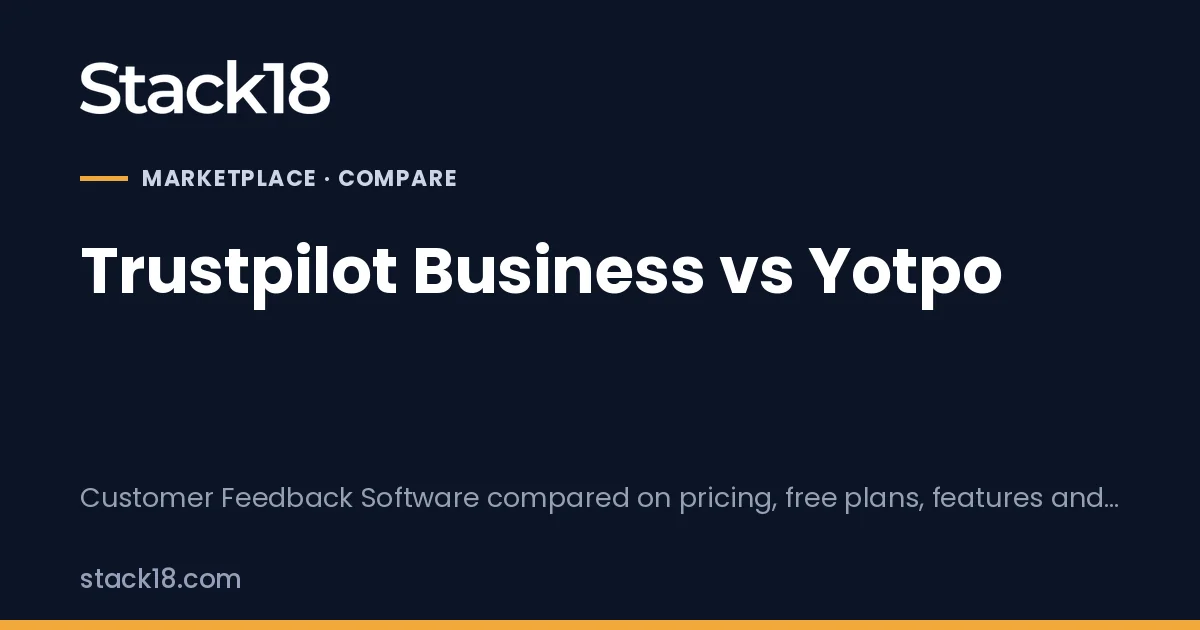 Stack18
MARKETPLACE · COMPARE
Trustpilot Business vs Yotpo
Customer Feedback Software compared on pricing, free plans, features and...
stack18.com